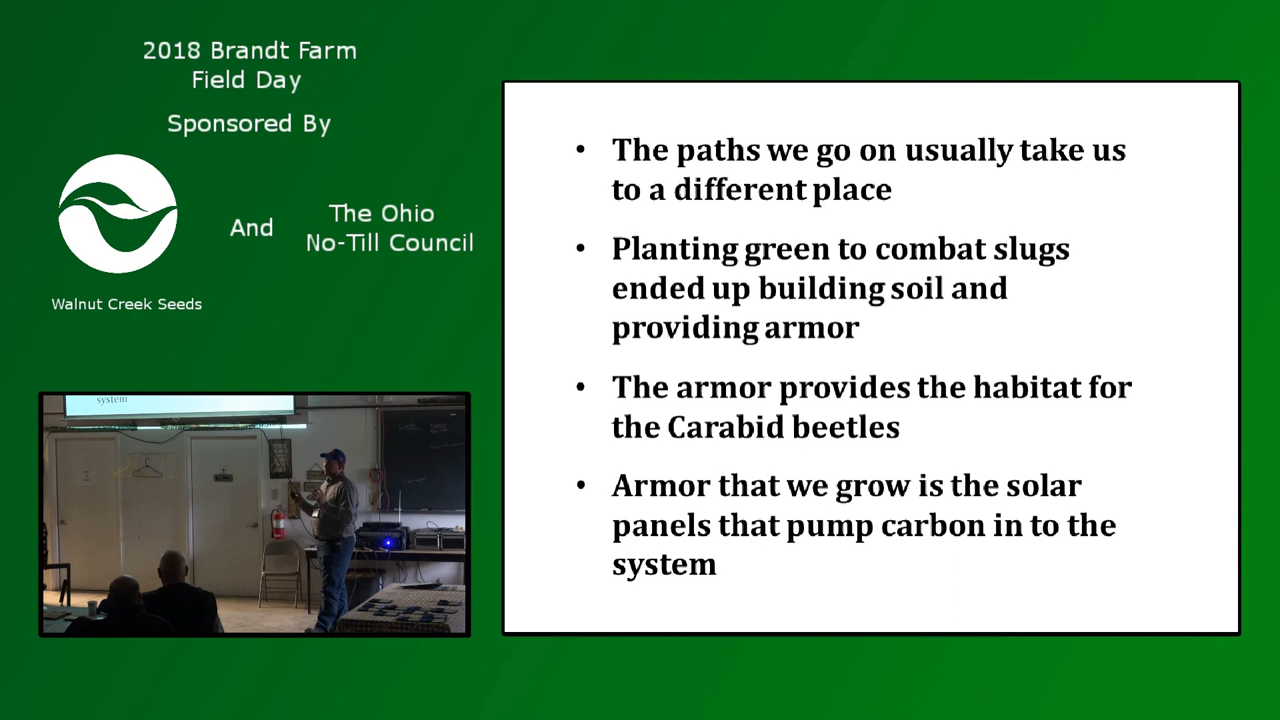 2018 Brandt Farm
Field Day
Sponsored By
And
The Ohio
No-Till Council
Walnut Creek Seeds
• The paths we go on usually take us
to a different place
• Planting green to combat slugs
ended up building soil and
providing armor
• The armor provides the habitat for
the Carabid beetles
• Armor that we grow is the solar
panels that pump carbon in to the
system
system